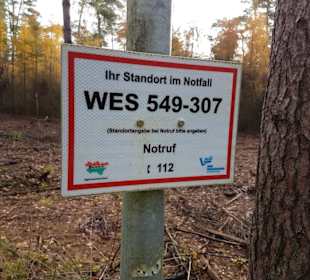 Ihr Standort im Notfall
WES 549-307
(Standortangabe bei Notruf bitte angeben)
Notruf
112